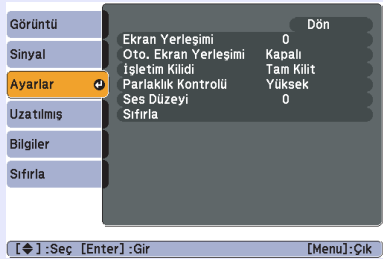 Görüntü
Sinyal
Ayarlar
Uzatılmış
Bilgiler
Sıfırla
Dön
Ekran Yerleşimi 0
Oto. Ekran Yerleşimi Kapalı
İşletim Kilidi Tam Kilit
Parlaklık Kontrolü Yüksek
Ses Düzeyi 0
Sıfırla
[ ] :Seç [Enter] :Gir [Menu]:Çık